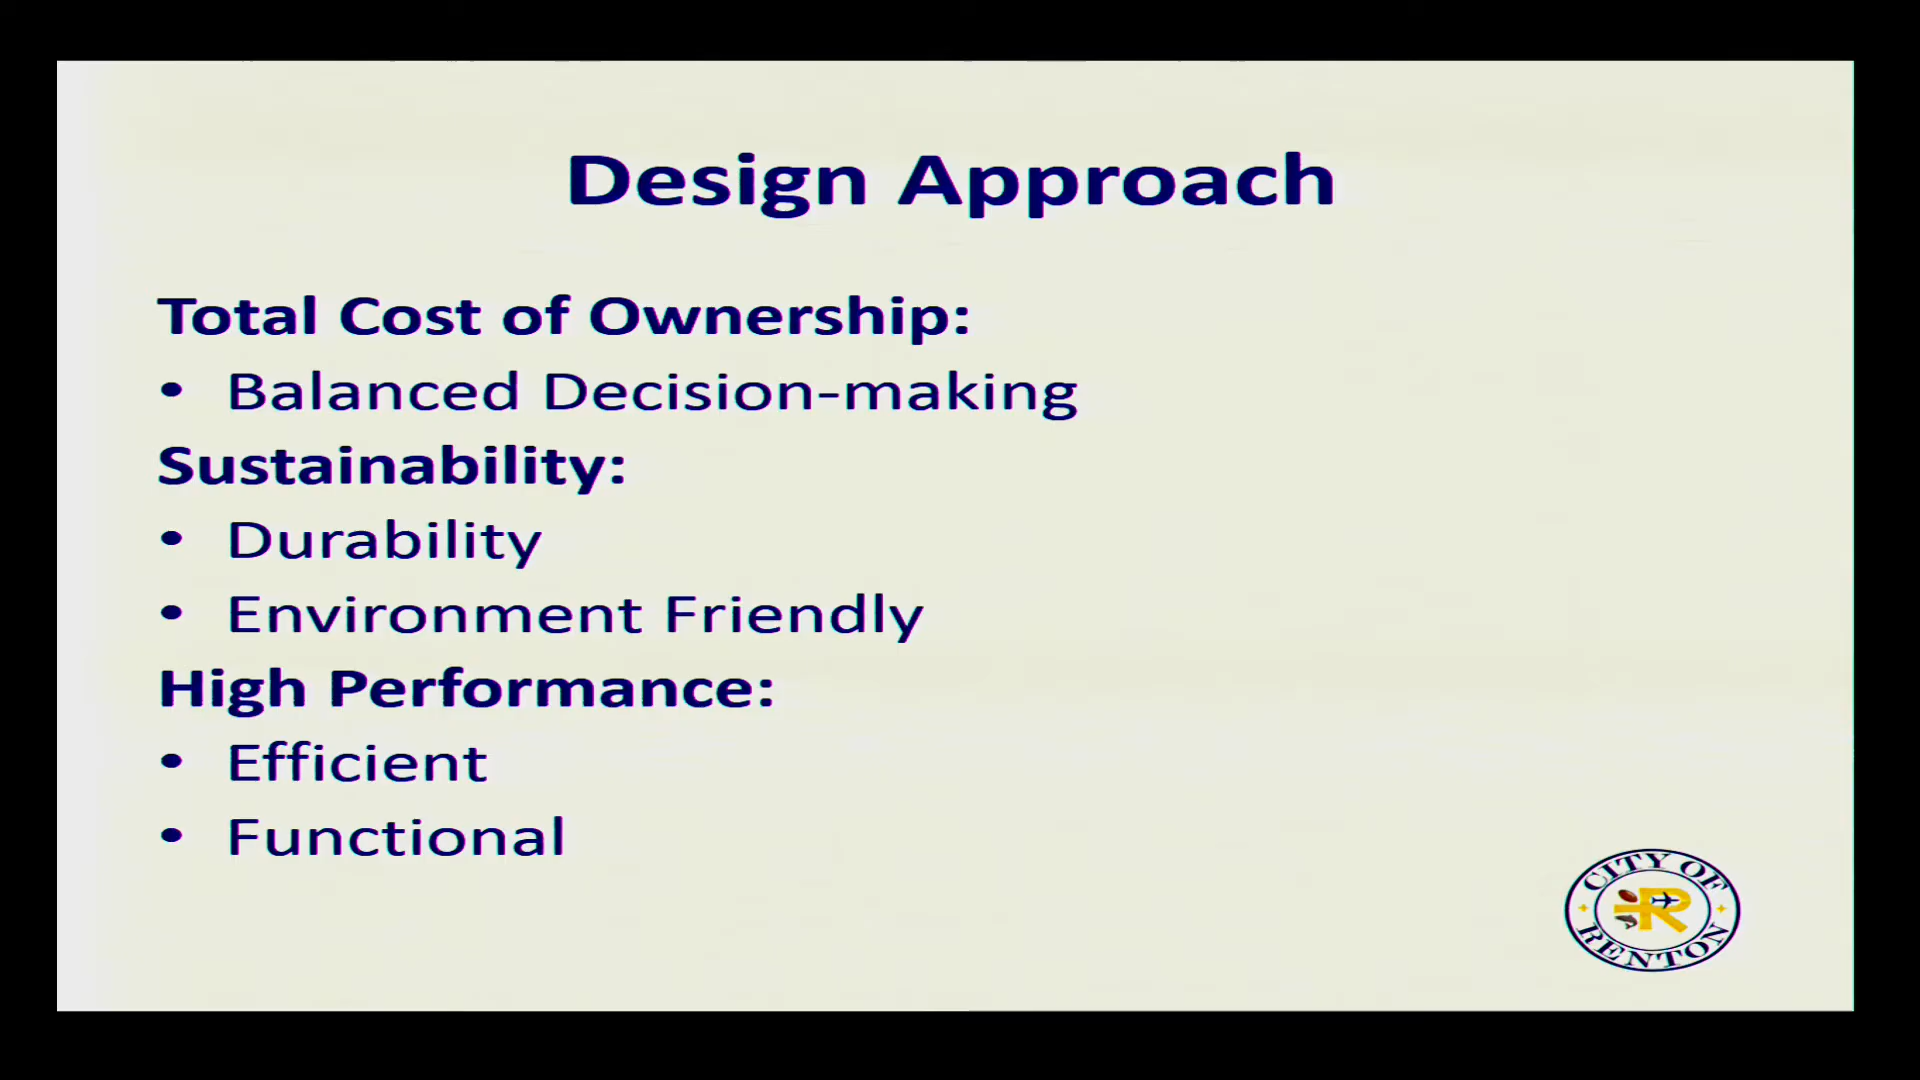 Design Approach
Total Cost of Ownership:
• Balanced Decision-making
Sustainability:
• Durability
• Environment Friendly
High Performance:
• Efficient
• Functional
CITY OF
R
RENTON